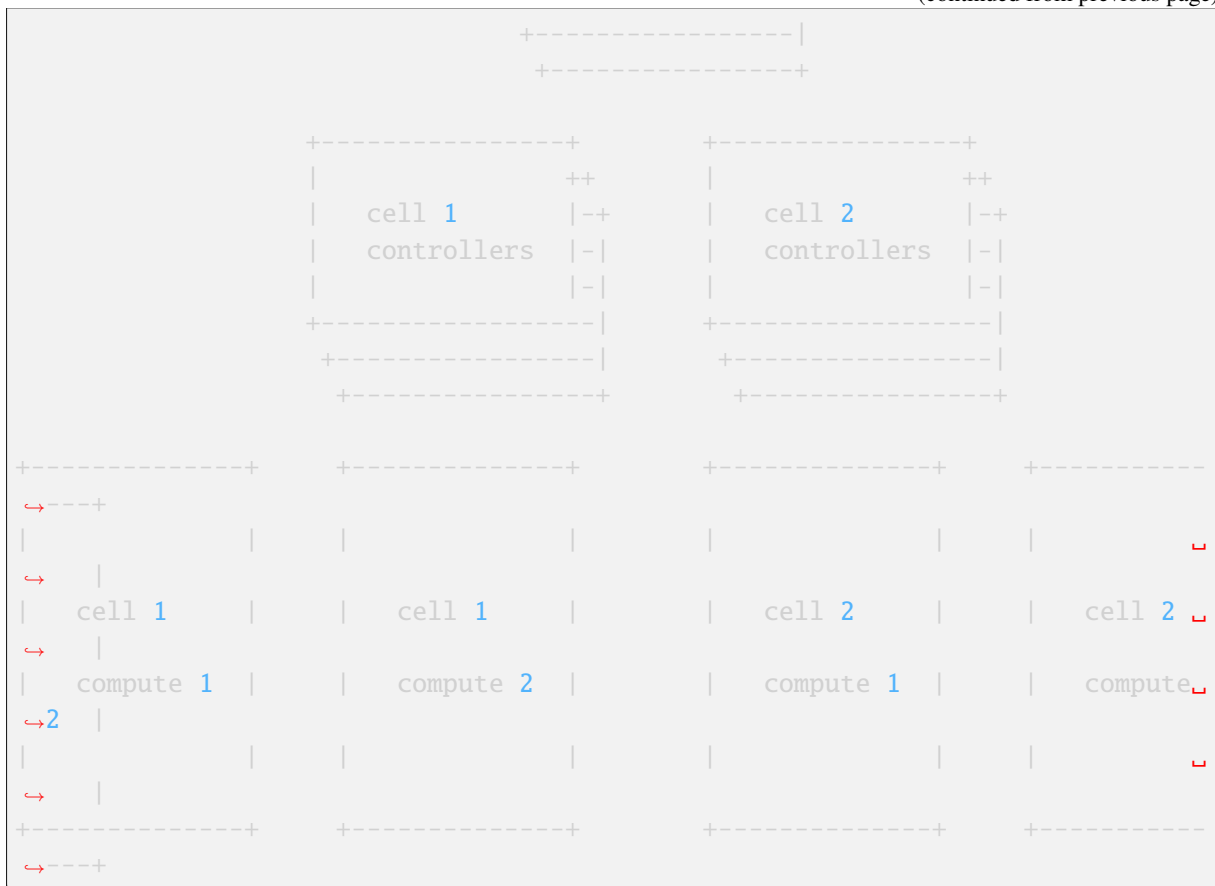 (continued from previous page)
                                  +-----------------|
                                   +-----------------+

                    +-----------------+        +-----------------+
                    |                ++        |                ++
                    |   cell 1       |-+       |   cell 2       |-+
                    |   controllers  |-|       |   controllers  |-|
                    |                |-|       |                |-|
                    +------------------|       +------------------|
                     +-----------------|        +-----------------|
                      +----------------+         +----------------+

+--------------+     +--------------+        +--------------+     +-----------
↪----+
|              |     |              |        |              |     |          ␣
↪   |
|   cell 1     |     |   cell 1     |        |   cell 2     |     |   cell 2 ␣
↪   |
|   compute 1  |     |   compute 2  |        |   compute 1  |     |   compute␣
↪2  |
|              |     |              |        |              |     |          ␣
↪   |
+--------------+     +--------------+        +--------------+     +-----------
↪----+